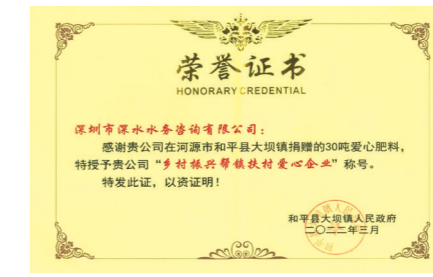 荣誉证书
HONORARY CREDENTIAL
深圳市深水水务咨询有限公司：
感谢贵公司在河源市和平县大坝镇捐赠的30吨爱心肥料，
特授予贵公司“乡村振兴帮镇扶村爱心企业”称号。
特发此证，以资证明！
和平县大坝镇人民政府
二〇二二年三月